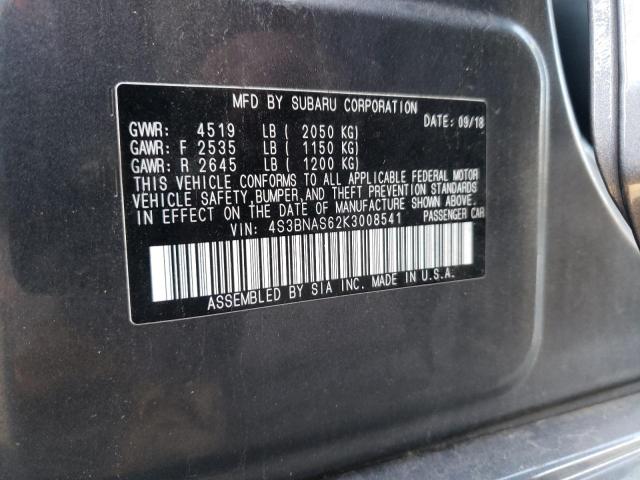 MFD BY SUBARU CORPORATION
DATE: 09/18
GVWR: 4519 LB ( 2050 KG)
GAWR: F 2535 LB ( 1150 KG)
GAWR: R 2645 LB ( 1200 KG)
THIS VEHICLE CONFORMS TO ALL APPLICABLE FEDERAL MOTOR
VEHICLE SAFETY, BUMPER, AND THEFT PREVENTION STANDARDS
IN EFFECT ON THE DATE OF MANUFACTURE SHOWN ABOVE.
VIN: 4S3BNAS62K3008541 PASSENGER CAR
ASSEMBLED BY SIA INC. MADE IN U.S.A.